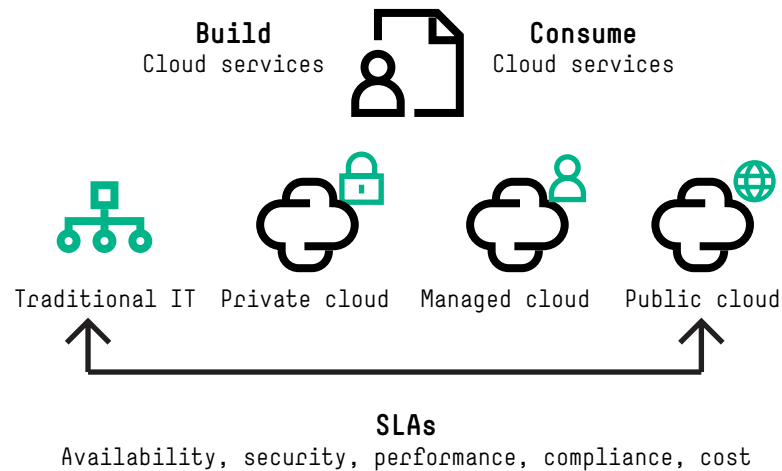 Build
Cloud services
Consume
Cloud services
Traditional IT
Private cloud
Managed cloud
Public cloud
SLAs
Availability, security, performance, compliance, cost